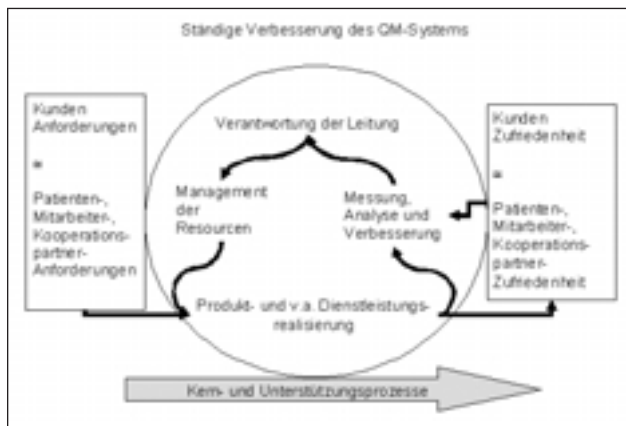 Ständige Verbesserung des QM-Systems
Kunden
Anforderungen
=
Patienten-,
Mitarbeiter-,
Kooperations-
partner-
Anforderungen
Verantwortung der Leitung
Management
der
Resourcen
Messung,
Analyse und
Verbesserung
Produkt- und v.a. Dienstleistungs-
realisierung
Kunden
Zufriedenheit
=
Patienten-,
Mitarbeiter-,
Kooperations-
partner-
Zufriedenheit
Kern- und Unterstützungsprozesse